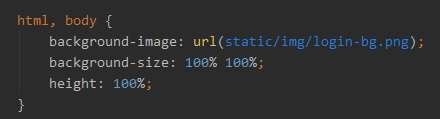 html, body {
    background-image: url(static/img/login-bg.png);
    background-size: 100% 100%;
    height: 100%;
}